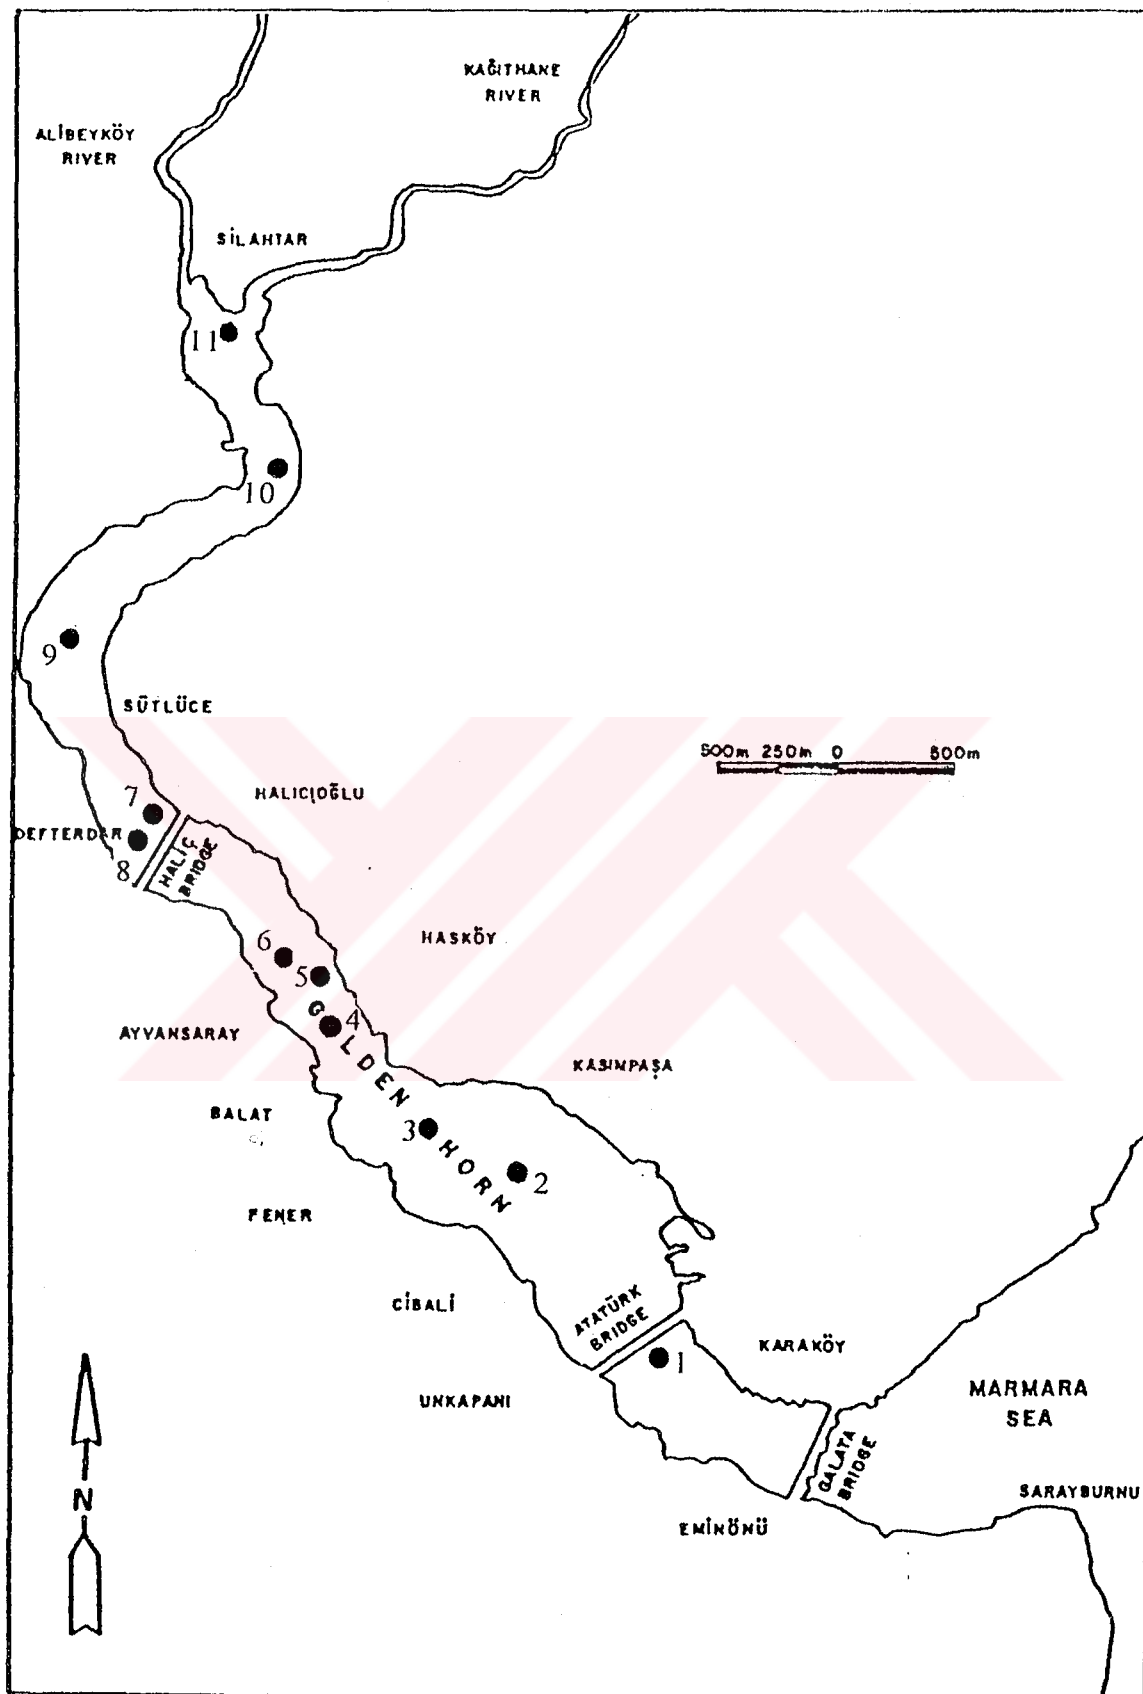 KAĞITHANE
RIVER
ALİBEYKÖY
RIVER
SİLAHTAR
11
10
9
SÜTLÜCE
500m 250m 0 500m
7
HALICIOĞLU
DEFTERDAR
8
HALİÇ
BRIDGE
6
5
HASKÖY
4
GOLDEN HORN
AYVANSARAY
KASIMPAŞA
BALAT
3
2
FENER
CİBALİ
ATATÜRK
BRIDGE
KARAKÖY
1
UNKAPANI
MARMARA
SEA
GALATA
BRIDGE
SARAYBURNU
N
EMİNÖNÜ